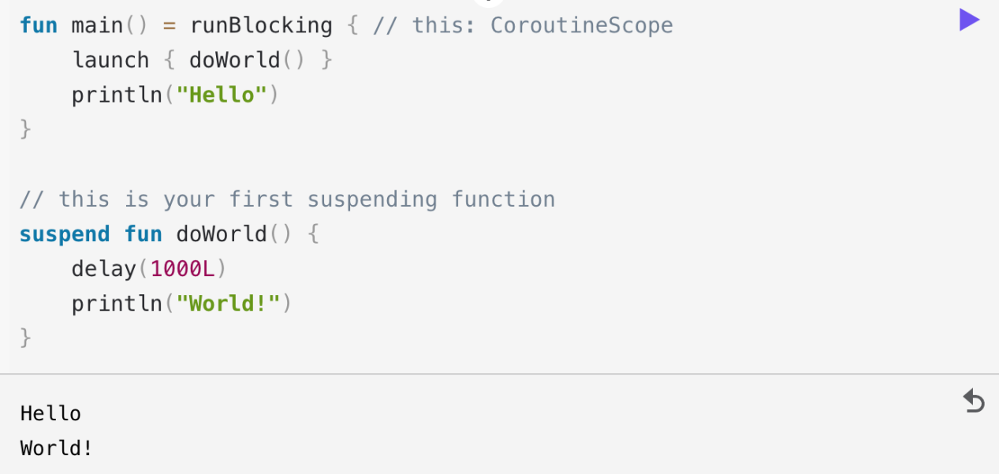 fun main() = runBlocking { // this: CoroutineScope
    launch { doWorld() }
    println("Hello")
}

// this is your first suspending function
suspend fun doWorld() {
    delay(1000L)
    println("World!")
}
Hello
World!